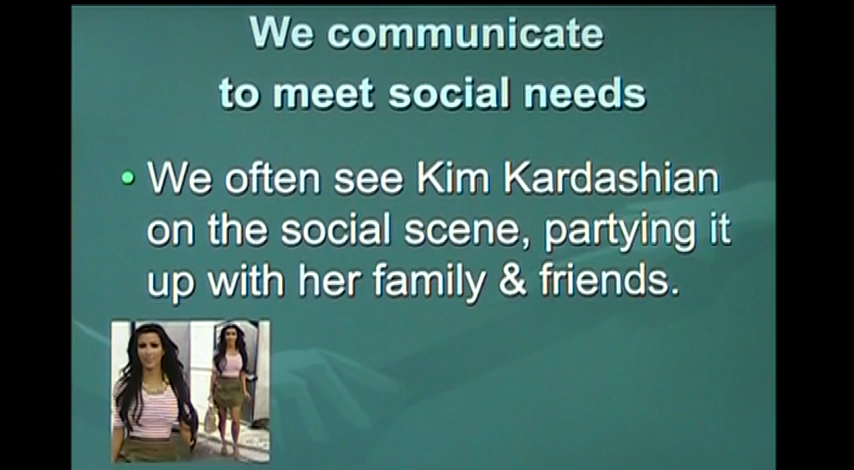 We communicate
to meet social needs
• We often see Kim Kardashian
on the social scene, partying it
up with her family & friends.